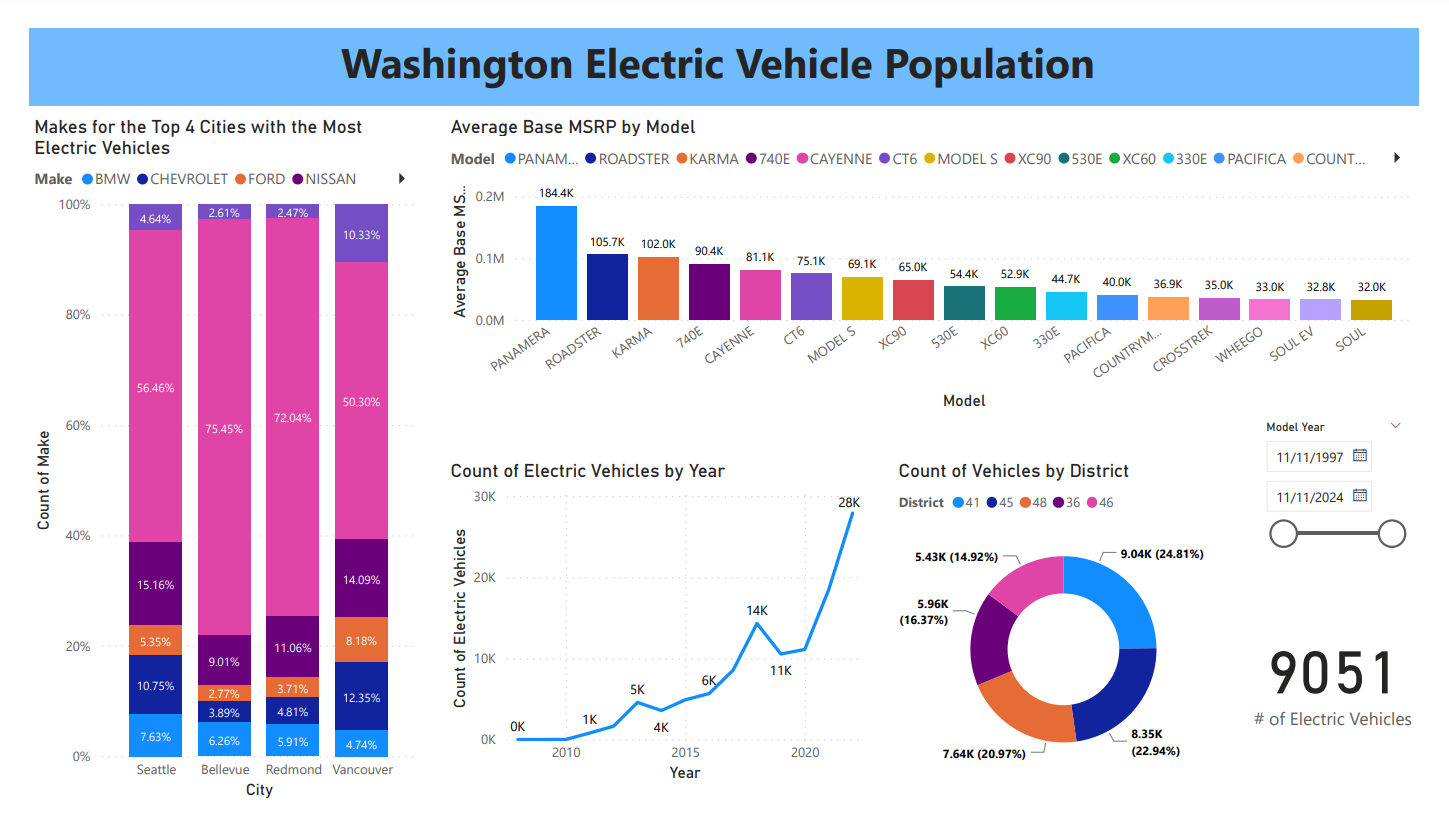 Washington Electric Vehicle Population
Makes for the Top 4 Cities with the Most
Electric Vehicles
Make BMW CHEVROLET FORD NISSAN
Count of Make
100%
80%
60%
40%
20%
0%
4.64%
56.46%
15.16%
5.35%
10.75%
7.63%
2.61%
75.45%
9.01%
2.77%
3.89%
6.26%
2.47%
72.04%
11.06%
3.71%
4.81%
5.91%
10.33%
50.30%
14.09%
8.18%
12.35%
4.74%
Seattle Bellevue Redmond Vancouver
City
Average Base MSRP by Model
Model PANAM... ROADSTER KARMA 740E CAYENNE CT6 MODEL S XC90 530E XC60 330E PACIFICA COUNT...
Average Base MS...
0.2M
0.1M
0.0M
184.4K
105.7K
102.0K
90.4K
81.1K
75.1K
69.1K
65.0K
54.4K
52.9K
44.7K
40.0K
36.9K
35.0K
33.0K
32.8K
32.0K
PANAMERA
ROADSTER
KARMA
740E
CAYENNE
CT6
MODEL S
XC90
530E
XC60
330E
PACIFICA
COUNTRYM...
CROSSTREK
WHEEGO
SOUL EV
SOUL
Model
Count of Electric Vehicles by Year
Count of Electric Vehicles
30K
20K
10K
0K
0K
1K
5K
4K
6K
14K
11K
28K
2010 2015 2020
Year
Count of Vehicles by District
District 41 45 48 36 46
9.04K (24.81%)
8.35K
(22.94%)
7.64K (20.97%)
5.96K
(16.37%)
5.43K (14.92%)
Model Year
11/11/1997
11/11/2024
9051
# of Electric Vehicles